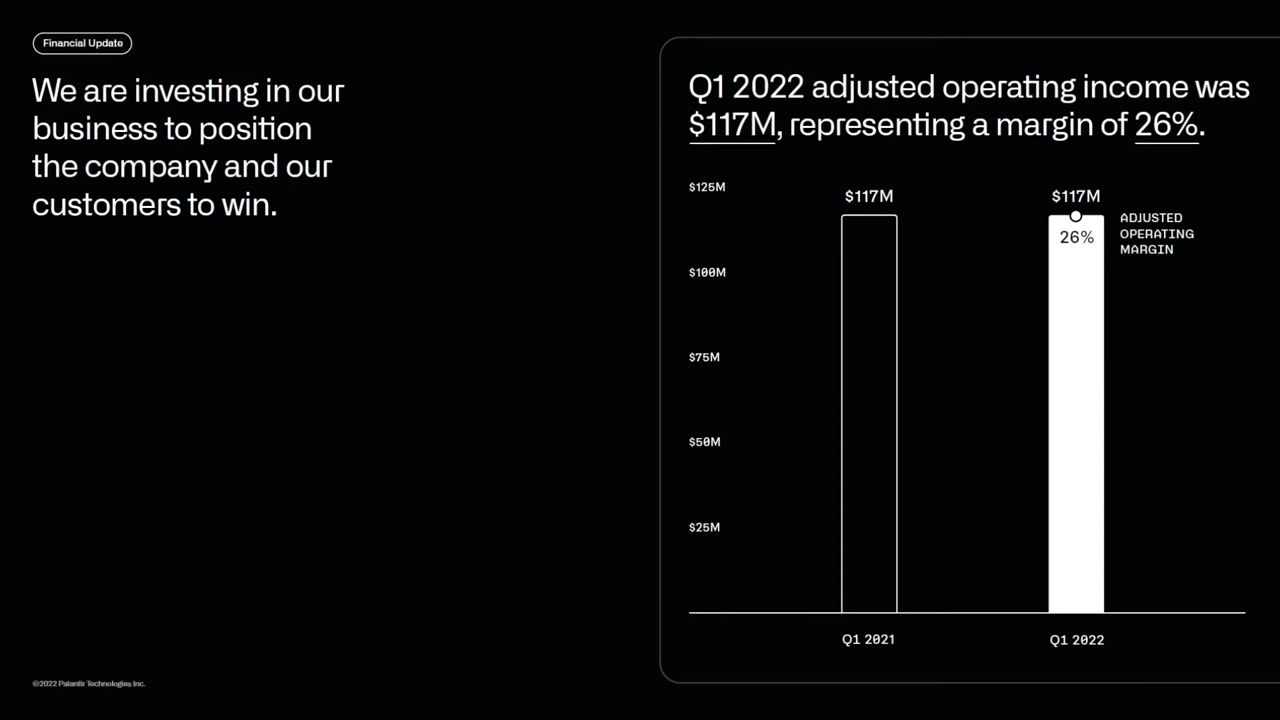 Financial Update
We are investing in our
business to position
the company and our
customers to win.
Q1 2022 adjusted operating income was
$117M, representing a margin of 26%.
$125M
$117M
$117M
26%
ADJUSTED
OPERATING
MARGIN
$100M
$75M
$50M
$25M
Q1 2021
Q1 2022
©2022 Palantir Technologies Inc.